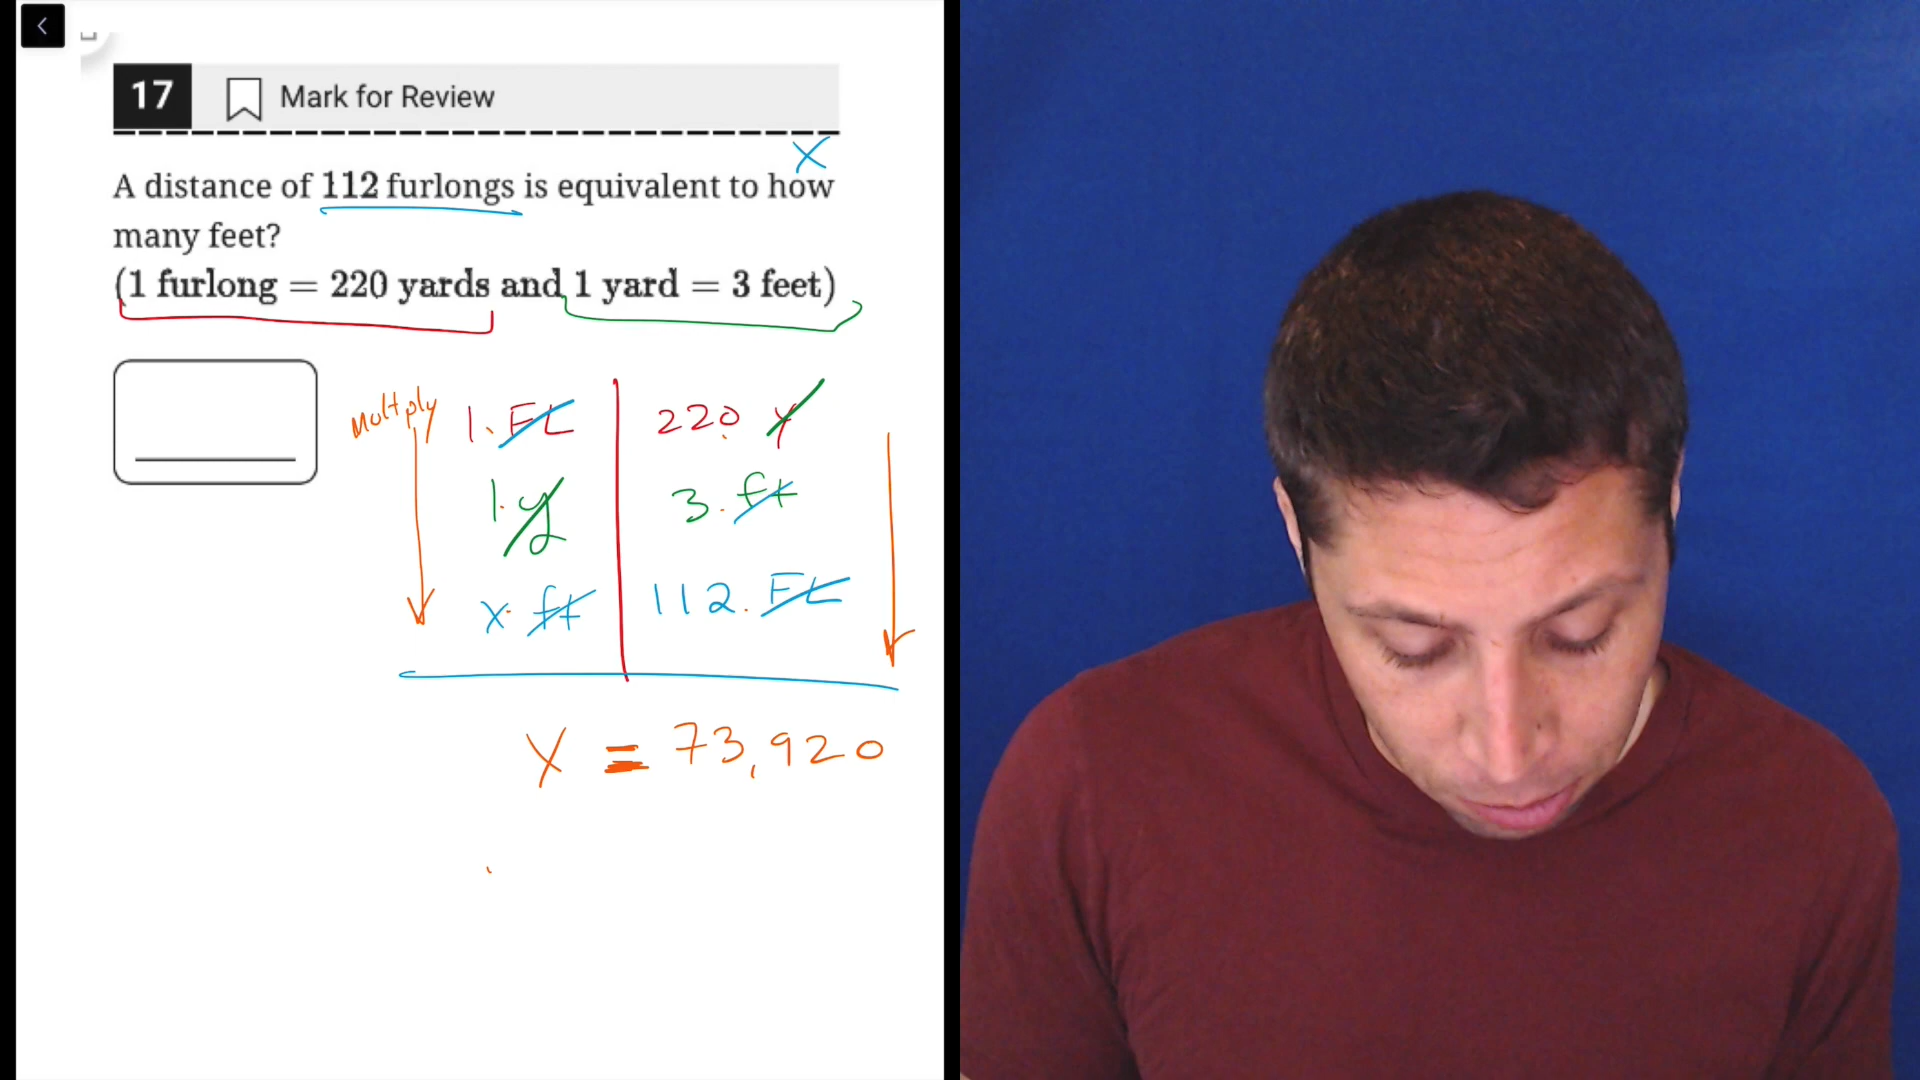 17 Mark for Review
x
A distance of 112 furlongs is equivalent to how
many feet?
(1 furlong = 220 yards and 1 yard = 3 feet)
Multiply 1. FL 220 y
1. y 3. ft
x. ft 112. FL
x = 73,920